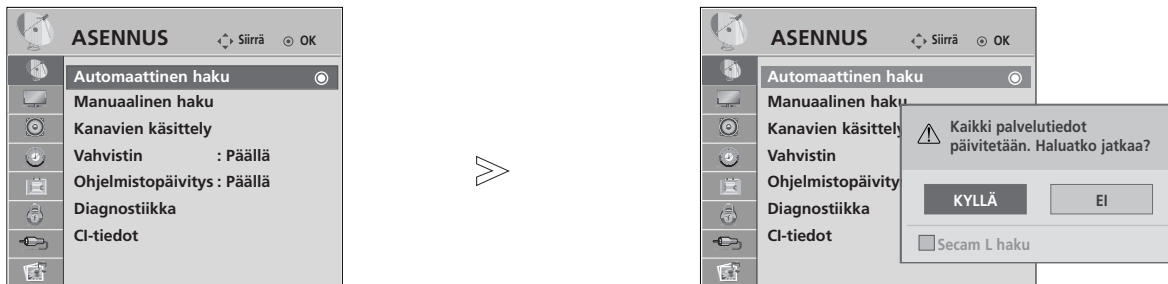 ASENNUS Siirrä OK
Automaattinen haku
Manuaalinen haku
Kanavien käsittely
Vahvistin : Päällä
Ohjelmistopäivitys : Päällä
Diagnostiikka
CI-tiedot
ASENNUS Siirrä OK
Automaattinen haku
Manuaalinen haku
Kanavien käsittely
Vahvistin
Ohjelmistopäivity
Diagnostiikka
CI-tiedot
Kaikki palvelutiedot
päivitetään. Haluatko jatkaa?
KYLLÄ EI
Secam L haku